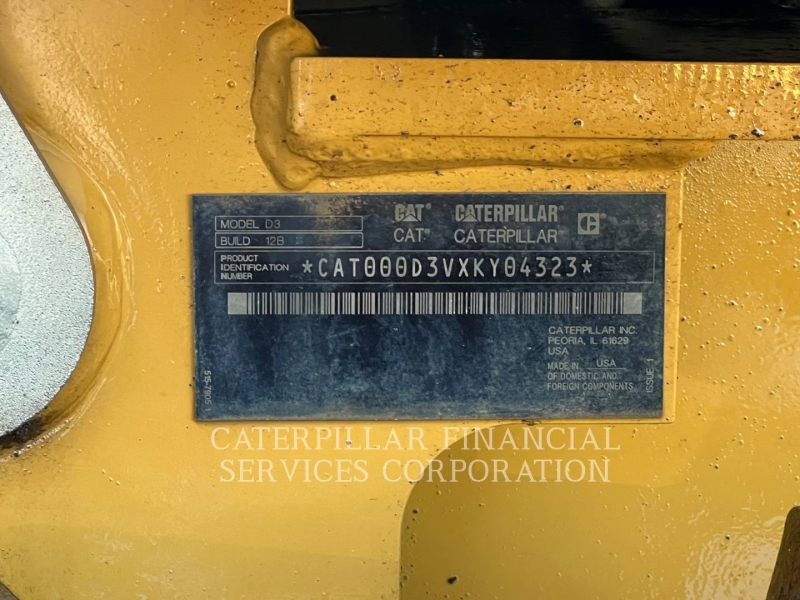 MODEL D3
BUILD 12B
CAT® CATERPILLAR®
CAT® CATERPILLAR®
PRODUCT
IDENTIFICATION
NUMBER
*CAT000D3VXKY04323*
CATERPILLAR INC.
PEORIA, IL 61629
USA
MADE IN USA
OF DOMESTIC AND
FOREIGN COMPONENTS
ISSUE 1
CATERPILLAR FINANCIAL
SERVICES CORPORATION